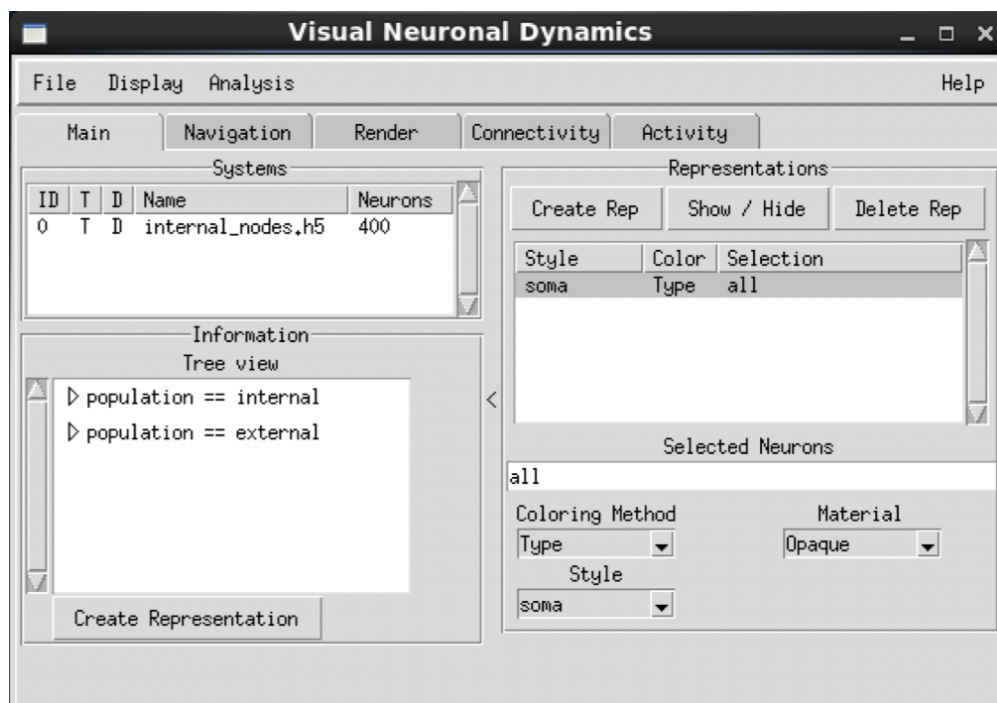 Visual Neuronal Dynamics
File Display Analysis Help
Main Navigation Render Connectivity Activity
Systems
ID T D Name Neurons
0 T D internal_nodes.h5 400
Information
Tree view
population == internal
population == external
Create Representation
<
Representations
Create Rep Show / Hide Delete Rep
Style Color Selection
soma Type all
Selected Neurons
all
Coloring Method Material
Type Opaque
Style
soma